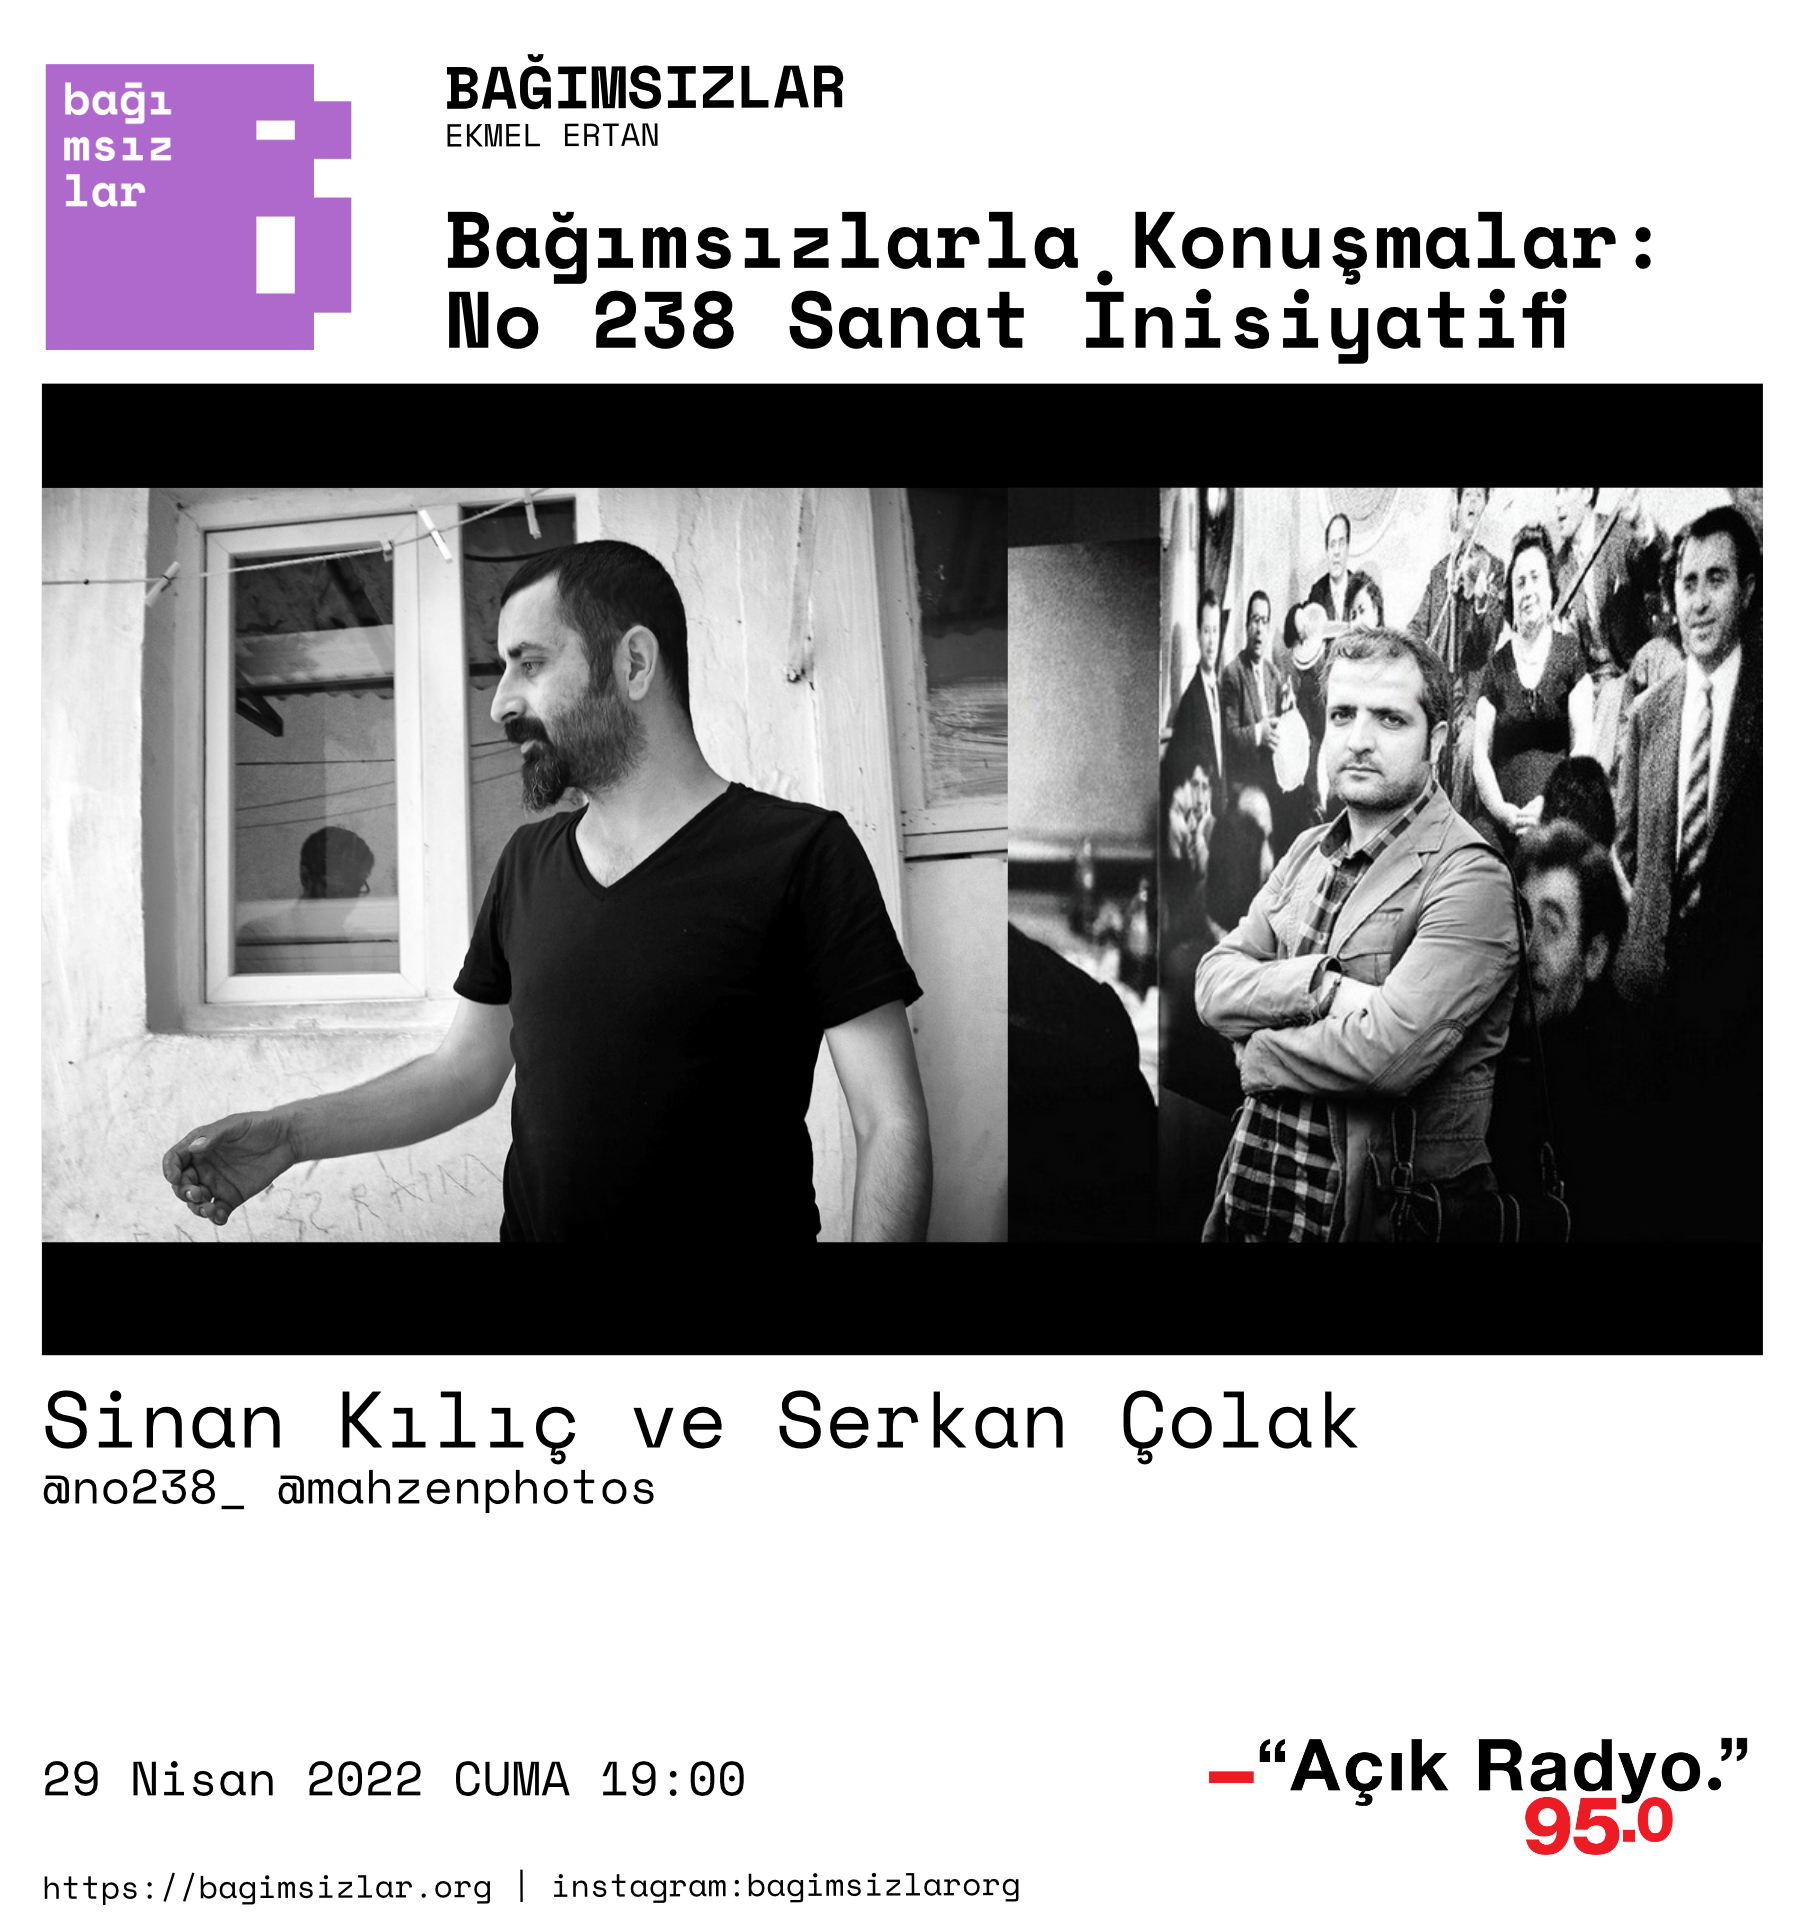 bağı
msız
lar
BAĞIMSIZLAR
EKMEL ERTAN
Bağımsızlarla Konuşmalar:
No 238 Sanat İnisiyatifi
Sinan Kılıç ve Serkan Çolak
@no238_ @mahzenphotos
29 Nisan 2022 CUMA 19:00
–“Açık Radyo.”
95.0
https://bagimsizlar.org | instagram:bagimsizlarorg